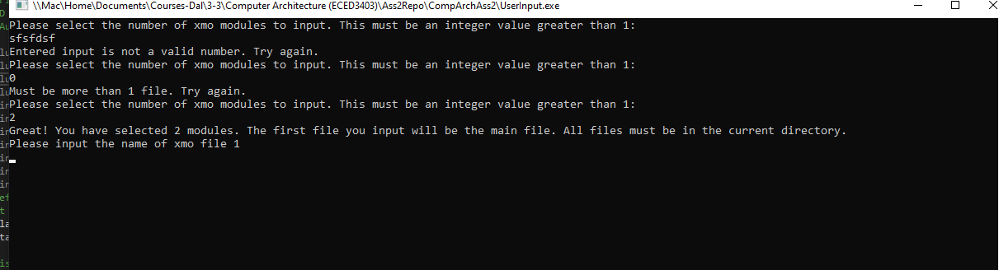 \\Mac\Home\Documents\Courses-Dal\3-3\Computer Architecture (ECED3403)\Ass2Repo\CompArchAss2\UserInput.exe
Please select the number of xmo modules to input. This must be an integer value greater than 1:
sfsfdsf
Entered input is not a valid number. Try again.
Please select the number of xmo modules to input. This must be an integer value greater than 1:
0
Must be more than 1 file. Try again.
Please select the number of xmo modules to input. This must be an integer value greater than 1:
2
Great! You have selected 2 modules. The first file you input will be the main file. All files must be in the current directory.
Please input the name of xmo file 1